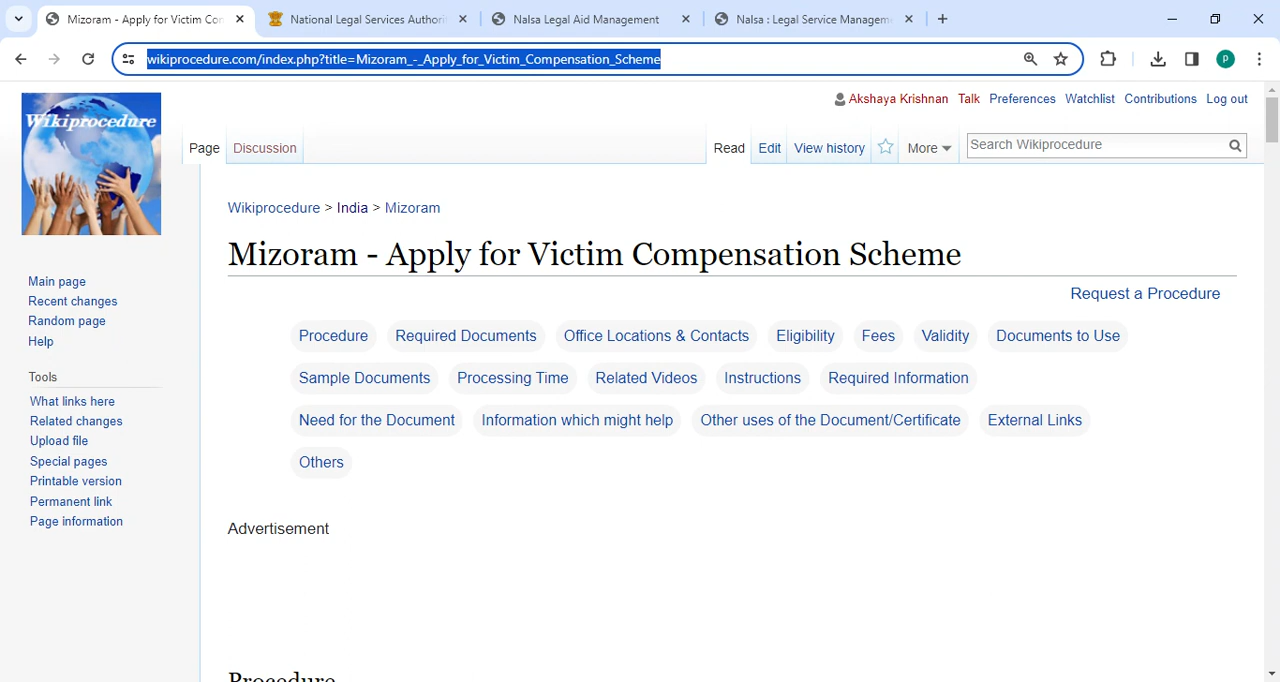 Mizoram - Apply for Victim Con
National Legal Services Authori
Nalsa Legal Aid Management
Nalsa : Legal Service Managem
wikiprocedure.com/index.php?title=Mizoram_-_Apply_for_Victim_Compensation_Scheme
P
Wikiprocedure
Akshaya Krishnan Talk Preferences Watchlist Contributions Log out
Page Discussion Read Edit View history More Search Wikiprocedure
Wikiprocedure > India > Mizoram
Mizoram - Apply for Victim Compensation Scheme
Request a Procedure
Main page
Recent changes
Random page
Help
Tools
What links here
Related changes
Upload file
Special pages
Printable version
Permanent link
Page information
Procedure Required Documents Office Locations & Contacts Eligibility Fees Validity Documents to Use
Sample Documents Processing Time Related Videos Instructions Required Information
Need for the Document Information which might help Other uses of the Document/Certificate External Links
Others
Advertisement
Procedure